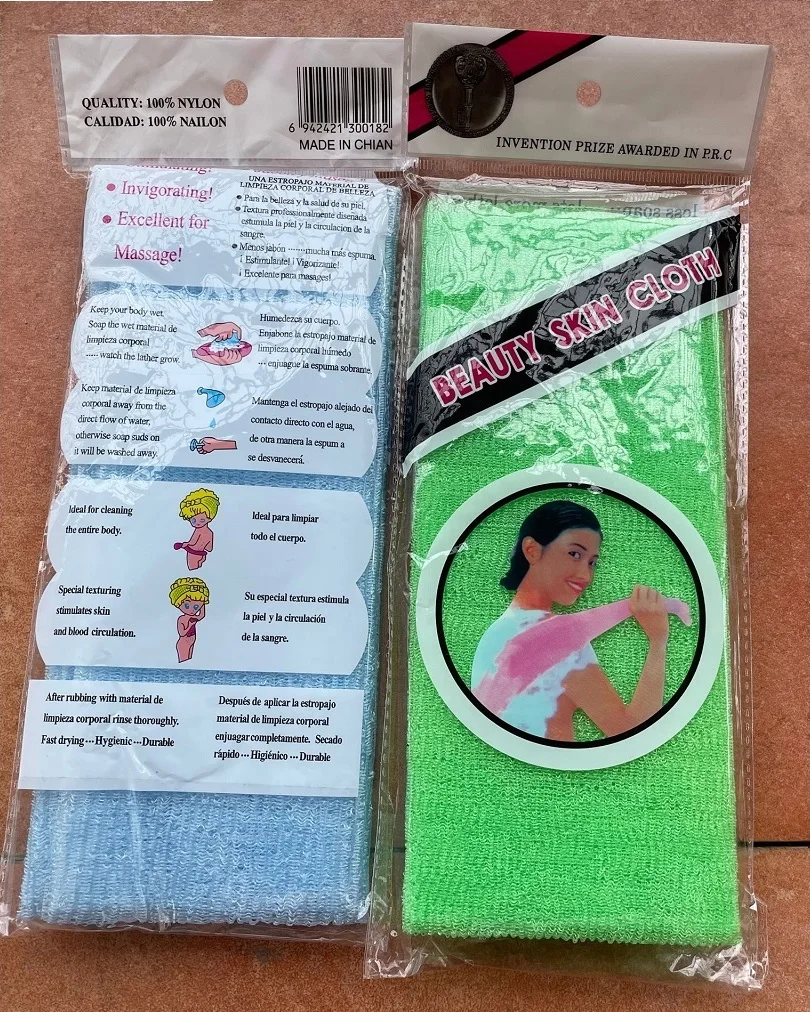 QUALITY: 100% NYLON
CALIDAD: 100% NAILON
6 942421 300182
MADE IN CHIAN
• Invigorating!
• Excellent for
Massage!
UNA ESTROPAJO MATERIAL DE
LIMPIEZA CORPORAL DE BELLEZA
• Para la belleza y la salud de su piel.
• Textura professionalmente disenada
estumula la piel y la circulacion de la
sangre.
• Menos jabón ········mucha más espuma.
¡ Estimulante! ¡ Vigorizante!
¡ Excelente para masages!
Keep your body wet.
Soap the wet material de
limpieza corporal
····· watch the lather grow.
Humedezca su cuerpo.
Enjabone la estropajo material de
limpieza corporal húmedo
··· enjuague la espuma sobrante.
Keep material de limpieza
corporal away from the
direct flow of water,
otherwise soap suds on
it will be washed away.
Mantenga el estropajo alejado del
contacto directo con el agua,
de otra manera la espum a
se desvanecerá.
Ideal for cleaning
the entire body.
Ideal para limpiar
todo el cuerpo.
Special texturing
stimulates skin
and blood circulation.
Su especial textura estimula
la piel y la circulación
de la sangre.
After rubbing with material de
limpieza corporal rinse thoroughly.
Fast drying ··· Hygienic ··· Durable
Después de aplicar la estropajo
material de limpieza corporal
enjuagar completamente. Secado
rápido ··· Higiénico ··· Durable
INVENTION PRIZE AWARDED IN P.R.C
BEAUTY SKIN CLOTH